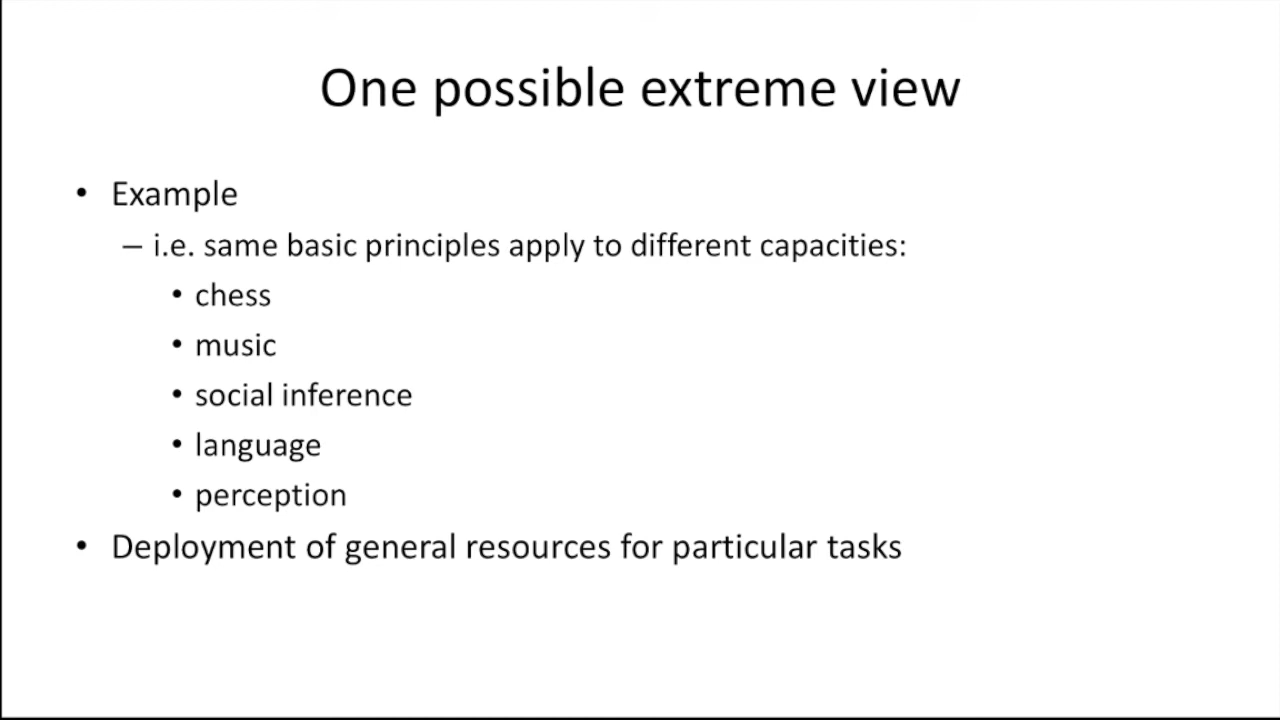 One possible extreme view
• Example
– i.e. same basic principles apply to different capacities:
• chess
• music
• social inference
• language
• perception
• Deployment of general resources for particular tasks